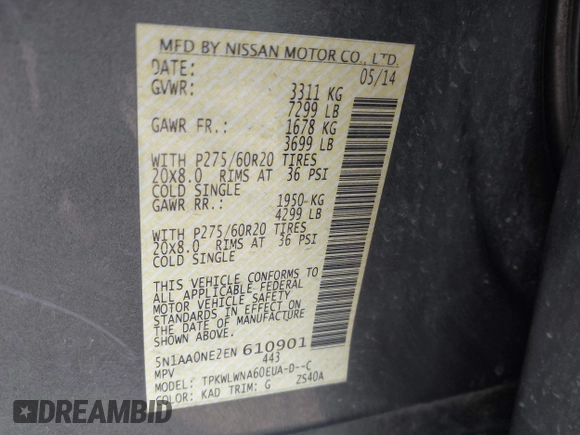 MFD BY NISSAN MOTOR CO., LTD.
DATE: 05/14
GVWR: 3311 KG
7299 LB
GAWR FR.: 1678 KG
3699 LB
WITH P275/60R20 TIRES
20X8.0 RIMS AT 36 PSI
COLD SINGLE
GAWR RR.: 1950 KG
4299 LB
WITH P275/60R20 TIRES
20X8.0 RIMS AT 36 PSI
COLD SINGLE
THIS VEHICLE CONFORMS TO
ALL APPLICABLE FEDERAL
MOTOR VEHICLE SAFETY
STANDARDS IN EFFECT ON
THE DATE OF MANUFACTURE
SHOWN ABOVE.
5N1AA0NE2EN610901
MPV 443
MODEL: TPKWLWNA60EUA-D--C
COLOR: KAD TRIM: G ZS40A
DREAMBID